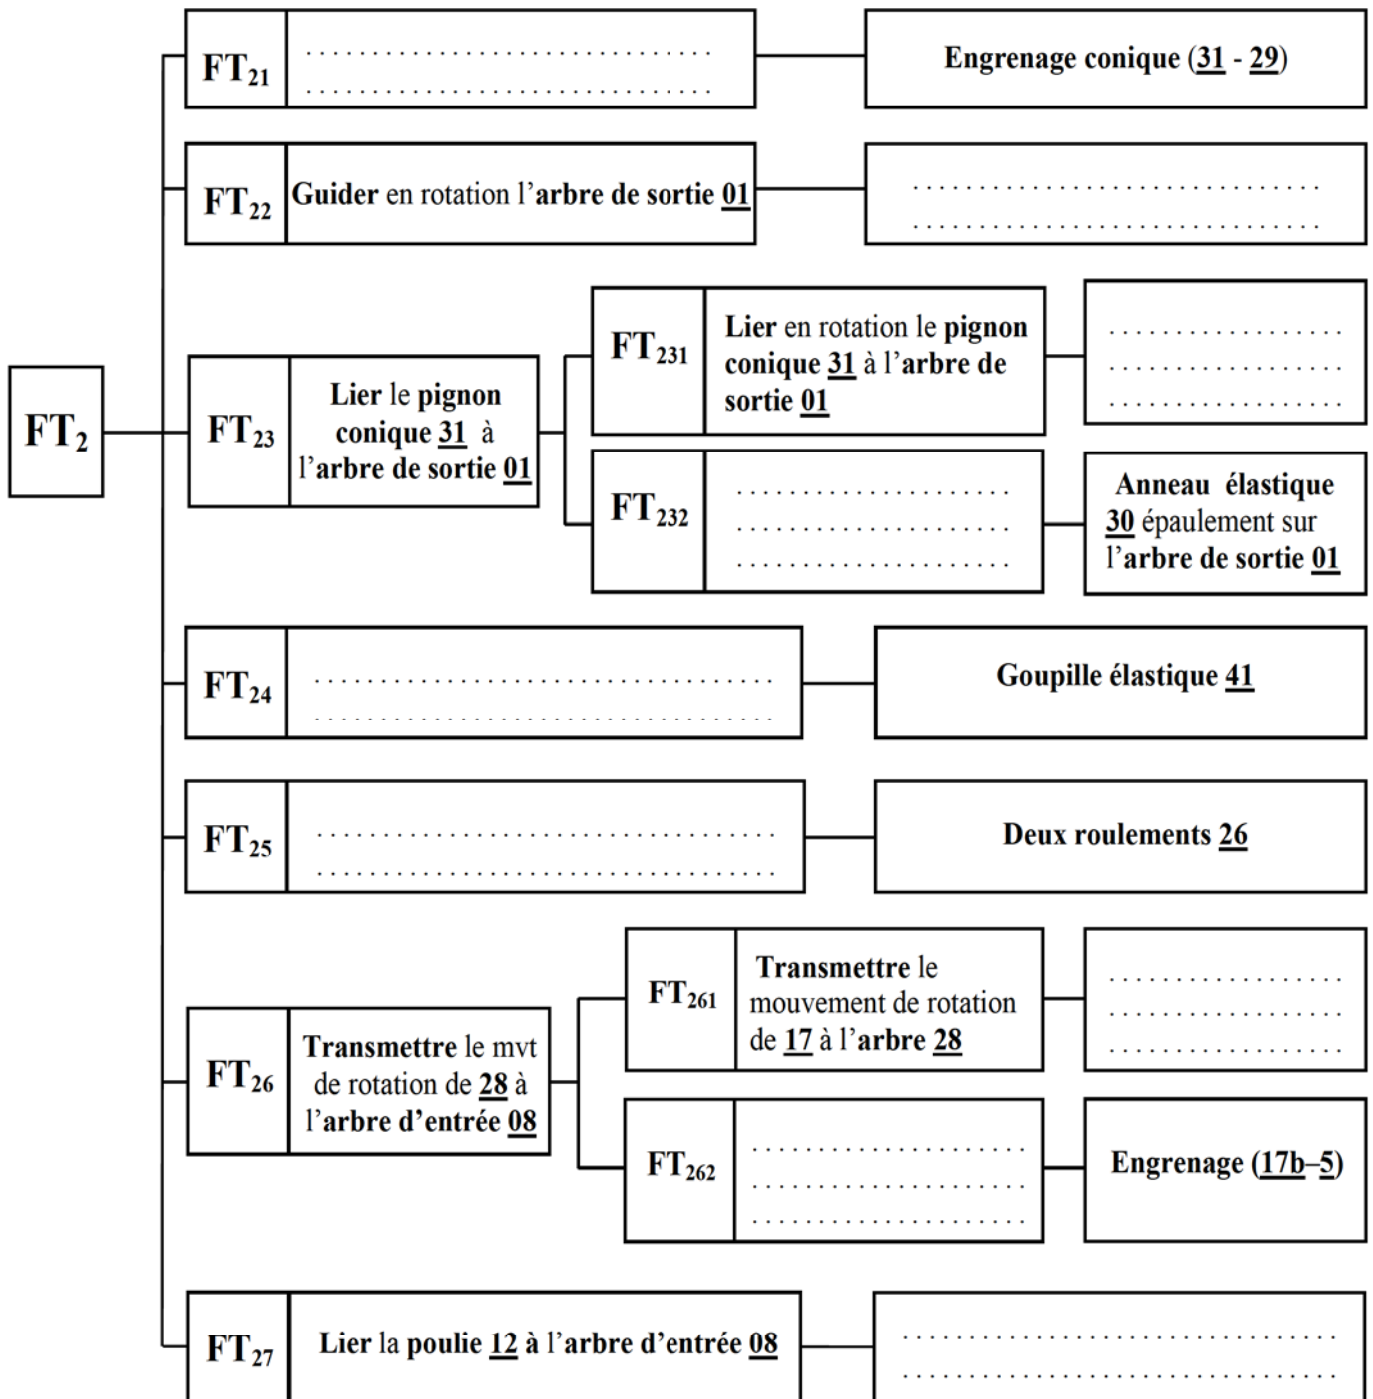 FT21
. . . . . . . . . . . . . . . . . . . . . . . . . . . . . . .
. . . . . . . . . . . . . . . . . . . . . . . . . . . . . . .
Engrenage conique (31 - 29)
FT22
Guider en rotation l’arbre de sortie 01
. . . . . . . . . . . . . . . . . . . . . . . . . . . . . . .
. . . . . . . . . . . . . . . . . . . . . . . . . . . . . . .
FT2
FT23
Lier le pignon
conique 31 à
l’arbre de sortie 01
FT231
Lier en rotation le pignon
conique 31 à l’arbre de
sortie 01
. . . . . . . . . . . . . . . . . .
. . . . . . . . . . . . . . . . . .
. . . . . . . . . . . . . . . . . .
FT232
. . . . . . . . . . . . . . . . . . . . .
. . . . . . . . . . . . . . . . . . . . .
. . . . . . . . . . . . . . . . . . . . .
Anneau élastique
30 épaulement sur
l’arbre de sortie 01
FT24
. . . . . . . . . . . . . . . . . . . . . . . . . . . . . . . . . . .
. . . . . . . . . . . . . . . . . . . . . . . . . . . . . . . . . . .
Goupille élastique 41
FT25
. . . . . . . . . . . . . . . . . . . . . . . . . . . . . . . . . . .
. . . . . . . . . . . . . . . . . . . . . . . . . . . . . . . . . . .
Deux roulements 26
FT26
Transmettre le mvt
de rotation de 28 à
l’arbre d’entrée 08
FT261
Transmettre le
mouvement de rotation
de 17 à l’arbre 28
. . . . . . . . . . . . . . . . . .
. . . . . . . . . . . . . . . . . .
. . . . . . . . . . . . . . . . . .
FT262
. . . . . . . . . . . . . . . . . . . . .
. . . . . . . . . . . . . . . . . . . . .
. . . . . . . . . . . . . . . . . . . . .
Engrenage (17b–5)
FT27
Lier la poulie 12 à l’arbre d’entrée 08
. . . . . . . . . . . . . . . . . . . . . . . . . . . . . . . . .
. . . . . . . . . . . . . . . . . . . . . . . . . . . . . . . . .